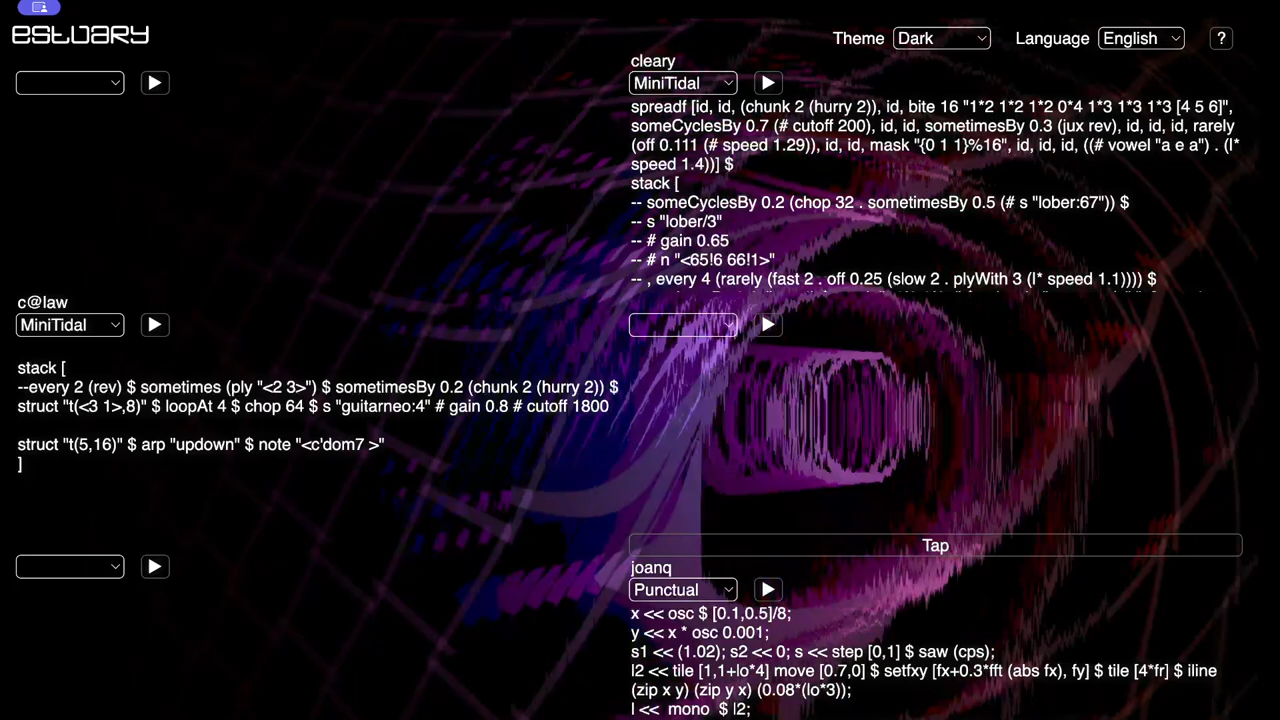 estuary
Theme Dark Language English ?
cleary
MiniTidal
spreadf [id, id, (chunk 2 (hurry 2)), id, bite 16 "1*2 1*2 1*2 0*4 1*3 1*3 1*3 [4 5 6]",
someCyclesBy 0.7 (# cutoff 200), id, id, sometimesBy 0.3 (jux rev), id, id, id, rarely
(off 0.111 (# speed 1.29)), id, id, mask "{0 1 1}%16", id, id, id, ((# vowel "a e a") . (|*
speed 1.4))] $
stack [
-- someCyclesBy 0.2 (chop 32 . sometimesBy 0.5 (# s "lober:67")) $
-- s "lober/3"
-- # gain 0.65
-- # n "<65!6 66!1>"
-- , every 4 (rarely (fast 2 . off 0.25 (slow 2 . plyWith 3 (|* speed 1.1)))) $
c@law
MiniTidal
stack [
--every 2 (rev) $ sometimes (ply "<2 3>") $ sometimesBy 0.2 (chunk 2 (hurry 2)) $
struct "t(<3 1>,8)" $ loopAt 4 $ chop 64 $ s "guitarneo:4" # gain 0.8 # cutoff 1800
struct "t(5,16)" $ arp "updown" $ note "<c'dom7 >"
]
Tap
joanq
Punctual
x << osc $ [0.1,0.5]/8;
y << x * osc 0.001;
s1 << (1.02); s2 << 0; s << step [0,1] $ saw (cps);
l2 << tile [1,1+lo*4] move [0.7,0] $ setfxy [fx+0.3*fft (abs fx), fy] $ tile [4*fr] $ iline
(zip x y) (zip y x) (0.08*(lo*3));
l << mono $ l2;